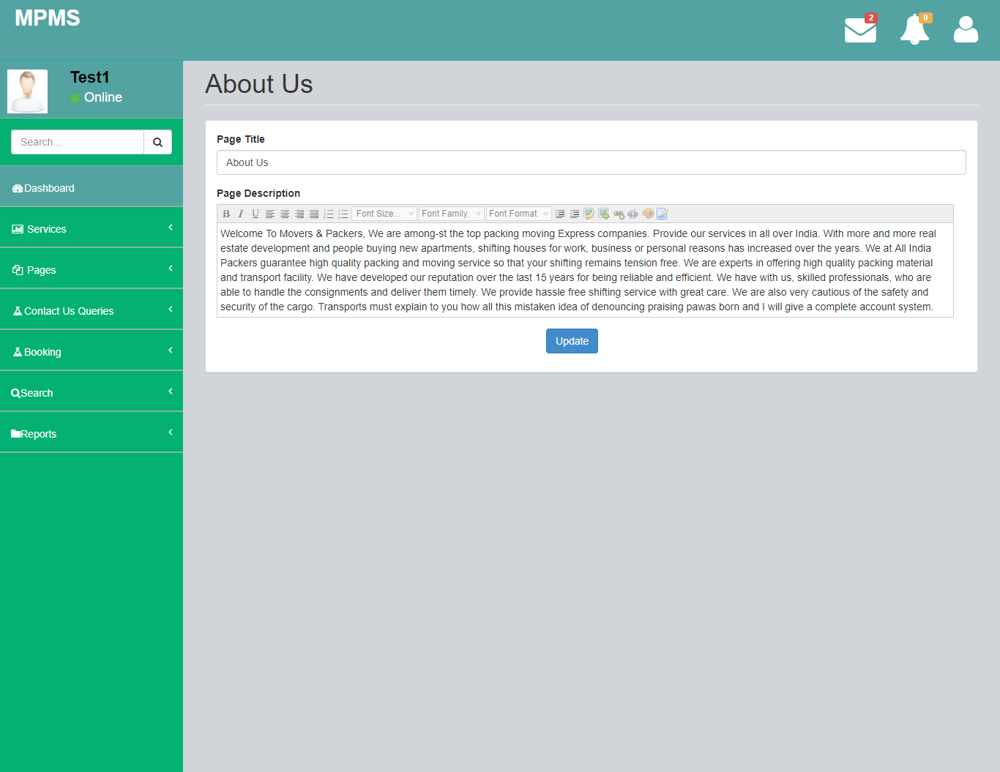 MPMS
2
0
Test1
Online
Search...
Dashboard
Services
Pages
Contact Us Queries
Booking
Search
Reports
About Us
Page Title
About Us
Page Description
B I U Font Size... Font Family. Font Format
Welcome To Movers & Packers, We are among-st the top packing moving Express companies. Provide our services in all over India. With more and more real
estate development and people buying new apartments, shifting houses for work, business or personal reasons has increased over the years. We at All India
Packers guarantee high quality packing and moving service so that your shifting remains tension free. We are experts in offering high quality packing material
and transport facility. We have developed our reputation over the last 15 years for being reliable and efficient. We have with us, skilled professionals, who are
able to handle the consignments and deliver them timely. We provide hassle free shifting service with great care. We are also very cautious of the safety and
security of the cargo. Transports must explain to you how all this mistaken idea of denouncing praising pawas born and I will give a complete account system.
Update